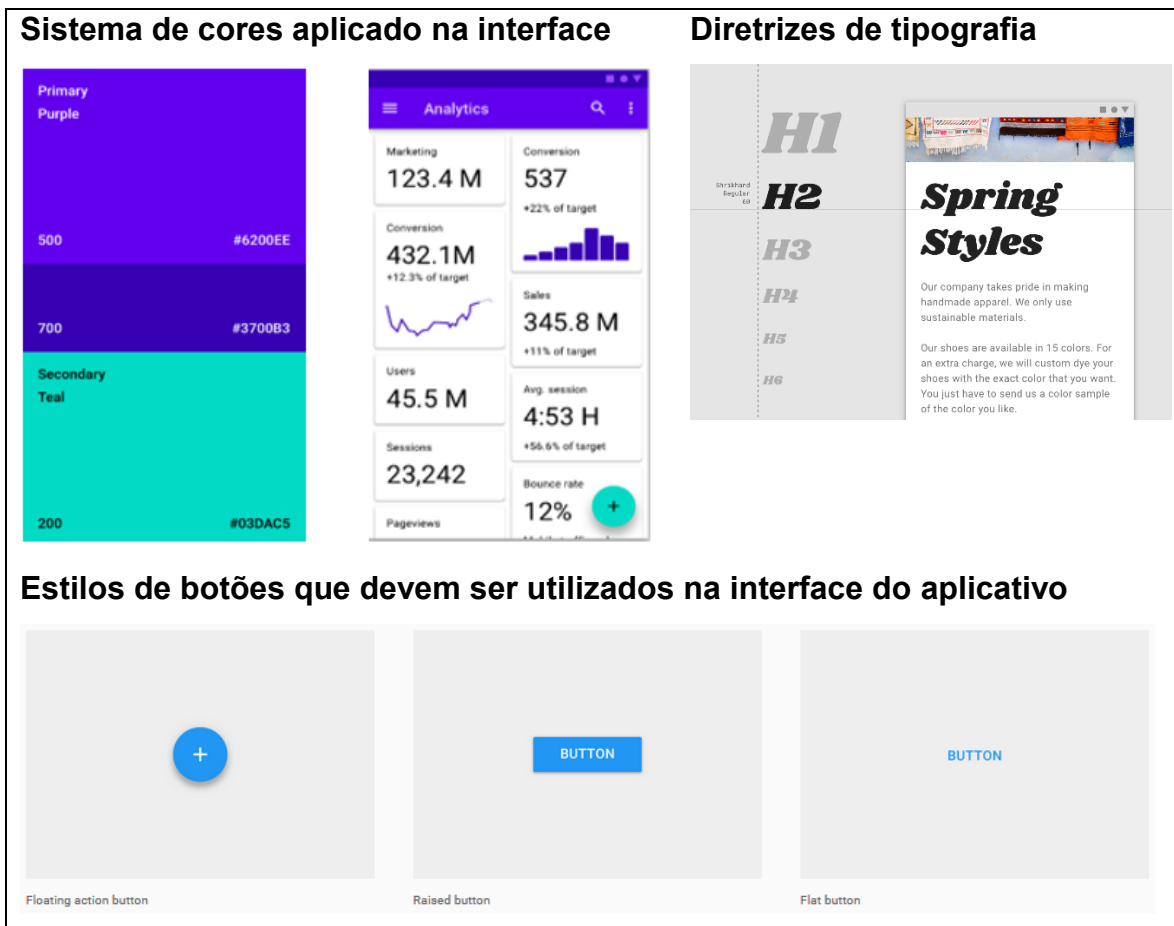 Sistema de cores aplicado na interface
Diretrizes de tipografia
Primary
Purple
500 #6200EE
700 #3700B3
Secondary
Teal
200 #03DAC5
Analytics
Marketing
123.4 M
Conversion
432.1M
+12.3% of target
Users
45.5 M
Sessions
23,242
Pageviews
Conversion
537
+22% of target
Sales
345.8 M
+11% of target
Avg. session
4:53 H
+56.6% of target
Bounce rate
12%
+
H1
Shrikhand
Regular
60
H2
H3
H4
H5
H6
Spring
Styles
Our company takes pride in making
handmade apparel. We only use
sustainable materials.
Our shoes are available in 15 colors. For
an extra charge, we will custom dye your
shoes with the exact color that you want.
You just have to send us a color sample
of the color you like.
Estilos de botões que devem ser utilizados na interface do aplicativo
+
BUTTON
BUTTON
Floating action button
Raised button
Flat button